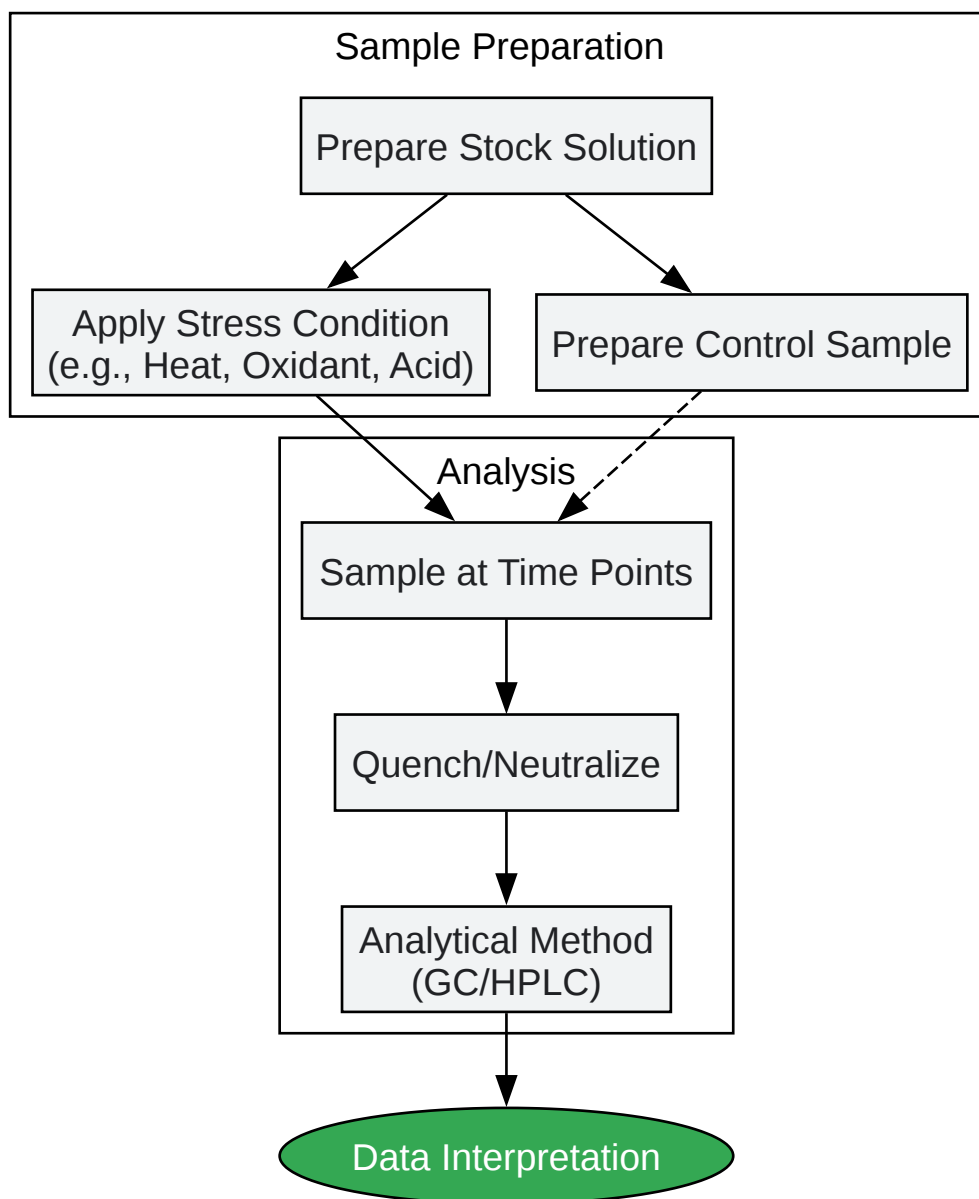 Sample Preparation
Prepare Stock Solution
Apply Stress Condition
(e.g., Heat, Oxidant, Acid)
Prepare Control Sample
Analysis
Sample at Time Points
Quench/Neutralize
Analytical Method
(GC/HPLC)
Data Interpretation